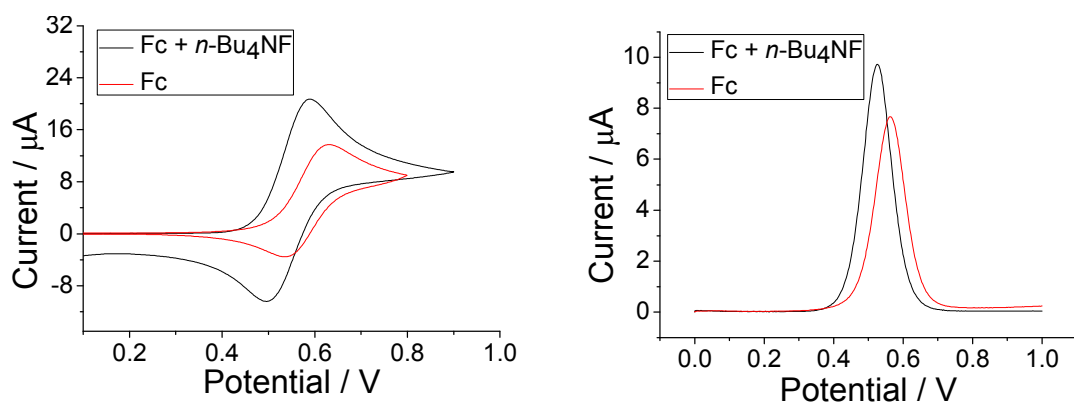 Fc + n-Bu4NF
Fc
32
24
16
8
0
-8
Current / μA
0.2 0.4 0.6 0.8 1.0
Potential / V
Fc + n-Bu4NF
Fc
10
8
6
4
2
0
Current / μA
0.0 0.2 0.4 0.6 0.8 1.0
Potential / V